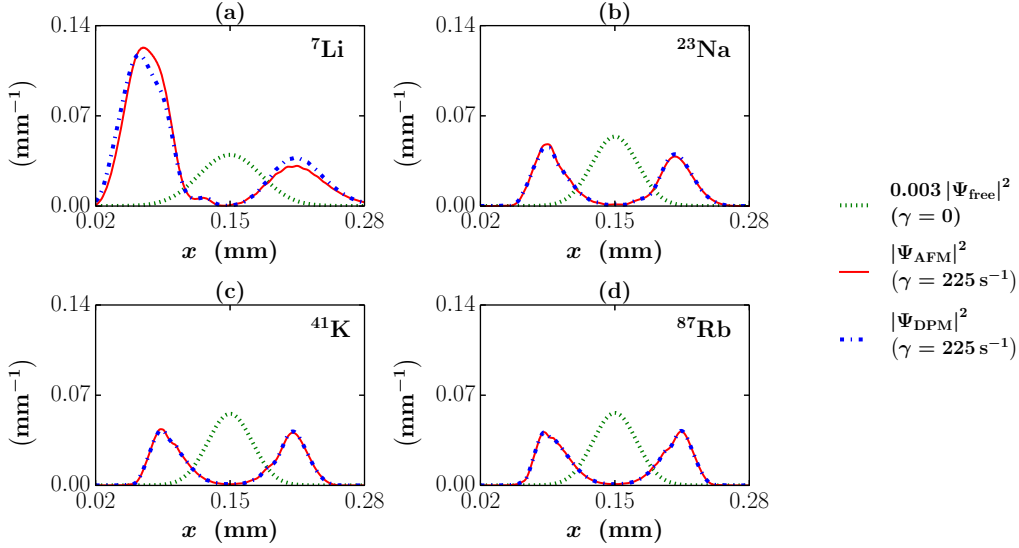 (a)
0.14
0.07
0.00
(mm⁻¹)
⁷Li
0.02
0.15
0.28
x (mm)
(b)
0.14
0.07
0.00
(mm⁻¹)
²³Na
0.02
0.15
0.28
x (mm)
(c)
0.14
0.07
0.00
(mm⁻¹)
⁴¹K
0.02
0.15
0.28
x (mm)
(d)
0.14
0.07
0.00
(mm⁻¹)
⁸⁷Rb
0.02
0.15
0.28
x (mm)
0.003 |Ψ_free|²
(γ = 0)
|Ψ_AFM|²
(γ = 225 s⁻¹)
|Ψ_DPM|²
(γ = 225 s⁻¹)